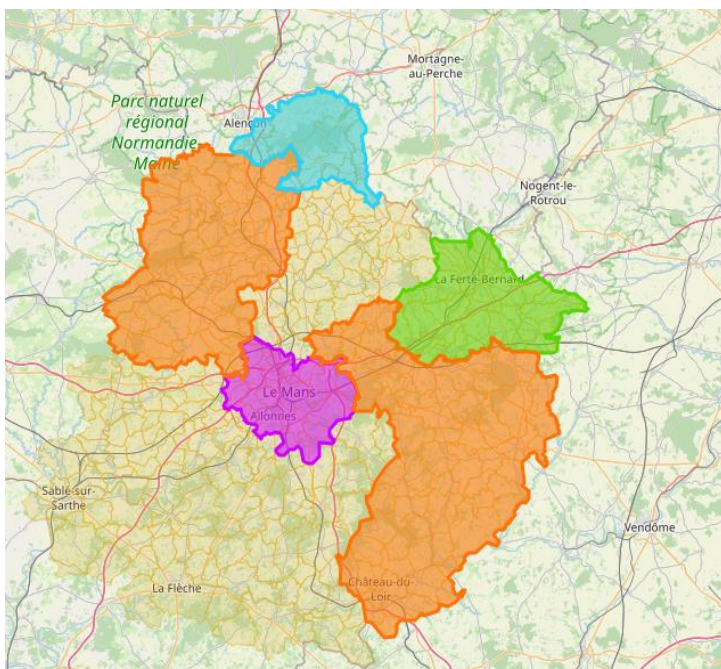 Mortagne-
au-Perche
Parc naturel
régional
Normandie-
Maine
Alençon
Nogent-le-
Rotrou
La Ferté-Bernard
Le Mans
Allonnes
Sablé-sur-
Sarthe
Vendôme
La Flèche
Château-du-
Loir